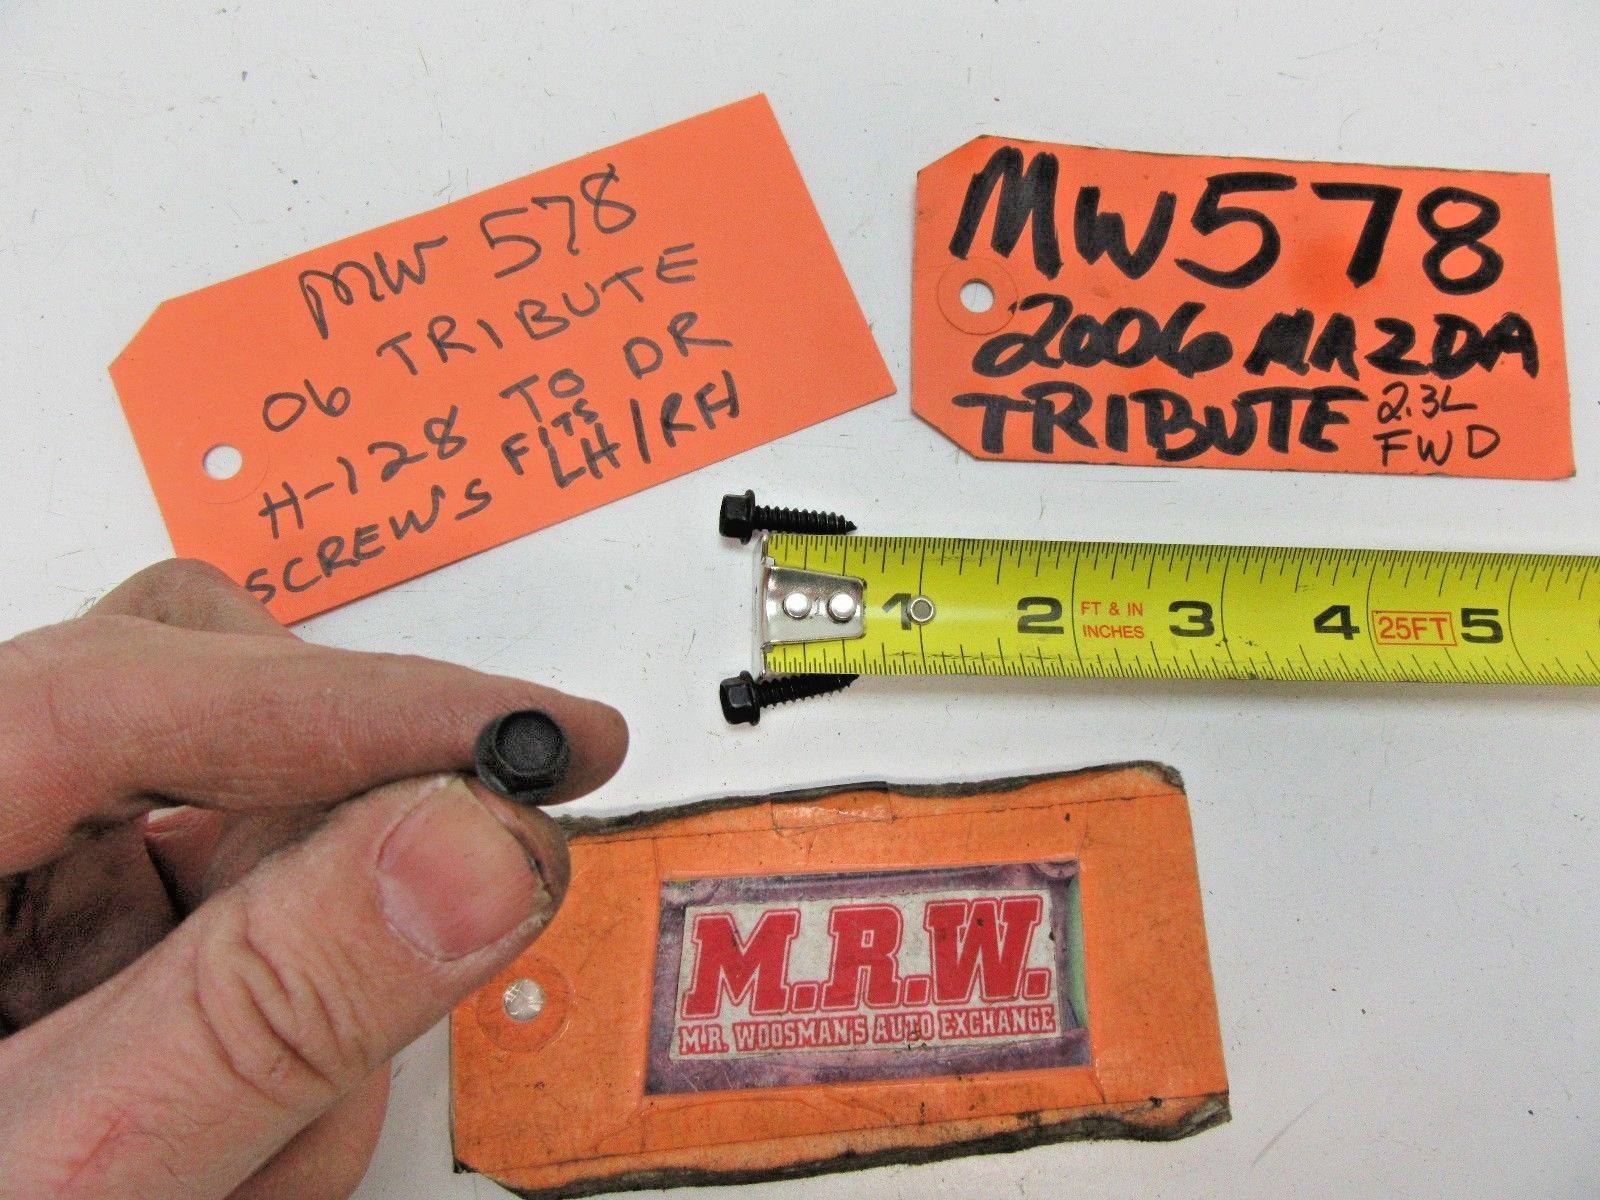 MW 578
06 TRIBUTE
H-128 TO DR
SCREWS FITS LH/RH
MW578
2006 MAZDA
TRIBUTE 2.3L
FWD
1 2 FT & IN INCHES 3 4 25FT 5
M.R.W.
M.R. WOOSMAN'S AUTO EXCHANGE